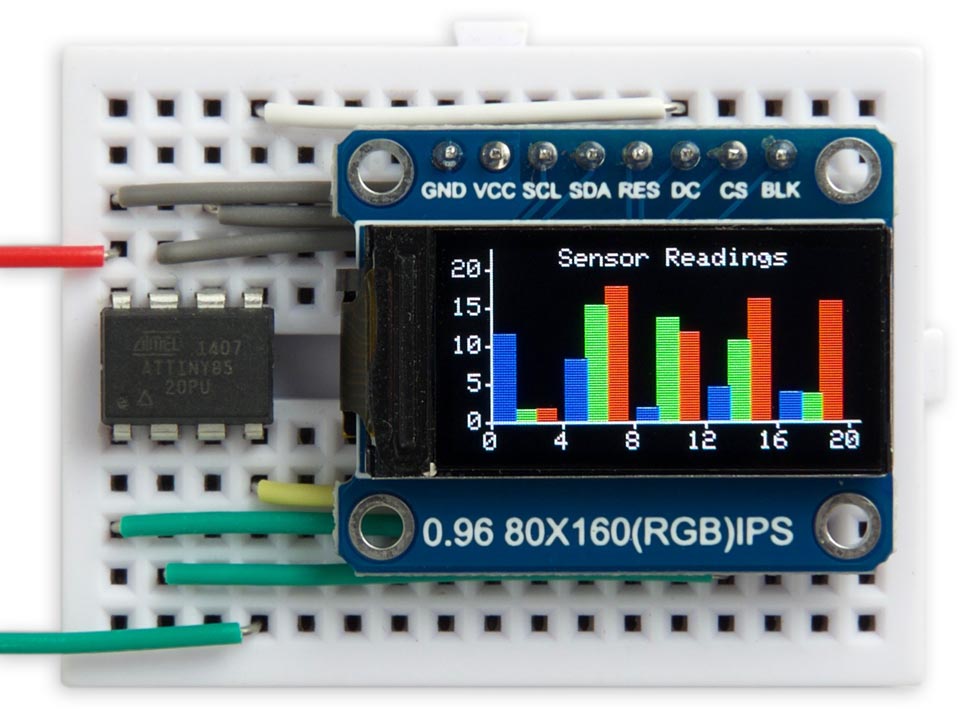 GND VCC SCL SDA RES DC CS BLK
Sensor Readings
20
15
10
5
0
0 4 8 12 16 20
ATMEL 1407
ATTINY85
20PU
e
0.96 80X160(RGB)IPS